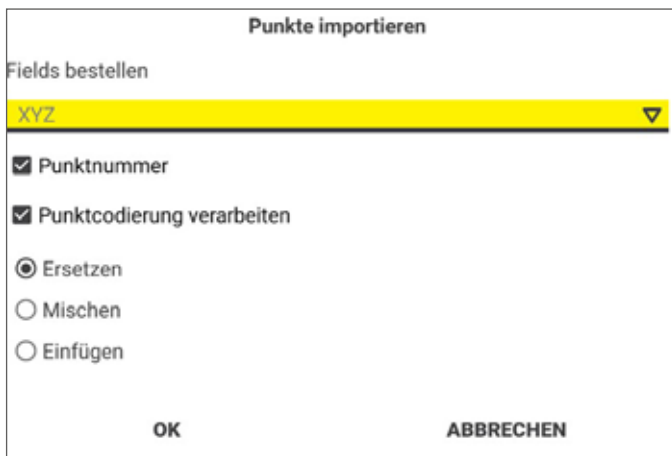 Punkte importieren
Fields bestellen
XYZ
Punktnummer
Punktcodierung verarbeiten
Ersetzen
Mischen
Einfügen
OK ABBRECHEN